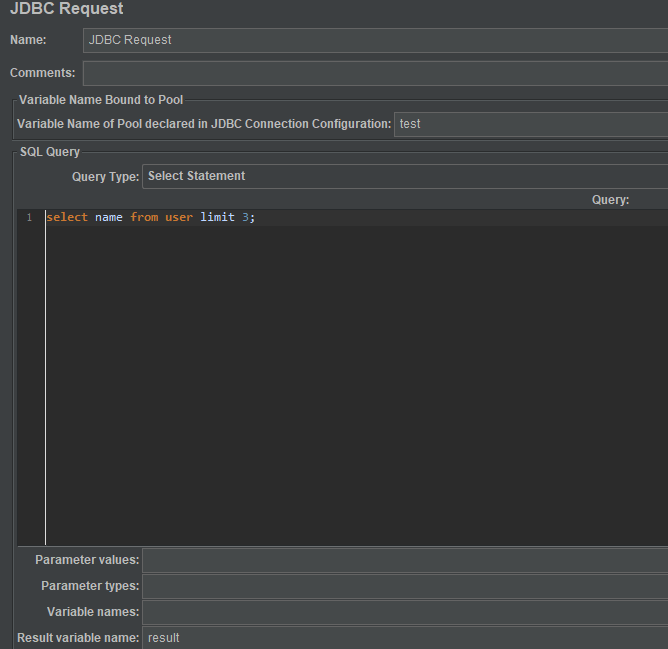 JDBC Request
Name: JDBC Request
Comments:
Variable Name Bound to Pool
Variable Name of Pool declared in JDBC Connection Configuration: test
SQL Query
Query Type: Select Statement
Query:
1 select name from user limit 3;
Parameter values:
Parameter types:
Variable names:
Result variable name: result